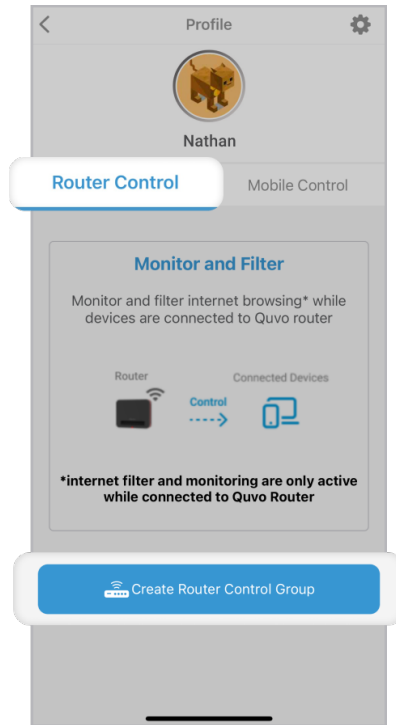 Profile
Nathan
Router Control
Mobile Control
Monitor and Filter
Monitor and filter internet browsing* while
devices are connected to Quvo router
Router
Connected Devices
Control
*internet filter and monitoring are only active
while connected to Quvo Router
Create Router Control Group